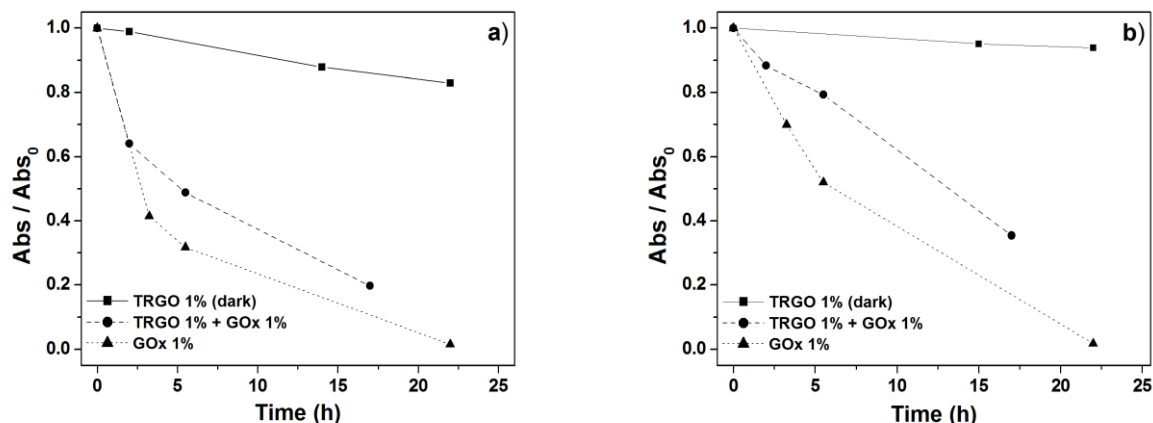 a)
Abs / Abs₀
1.0
0.8
0.6
0.4
0.2
0.0
TRGO 1% (dark)
TRGO 1% + GOx 1%
GOx 1%
0 5 10 15 20 25
Time (h)
b)
Abs / Abs₀
1.0
0.8
0.6
0.4
0.2
0.0
TRGO 1% (dark)
TRGO 1% + GOx 1%
GOx 1%
0 5 10 15 20 25
Time (h)